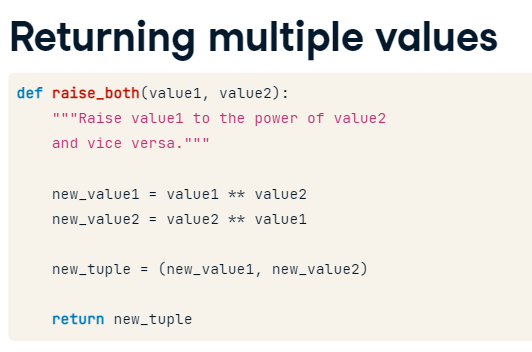 Returning multiple values
def raise_both(value1, value2):
    """Raise value1 to the power of value2
    and vice versa."""
    new_value1 = value1 ** value2
    new_value2 = value2 ** value1
    new_tuple = (new_value1, new_value2)
    return new_tuple